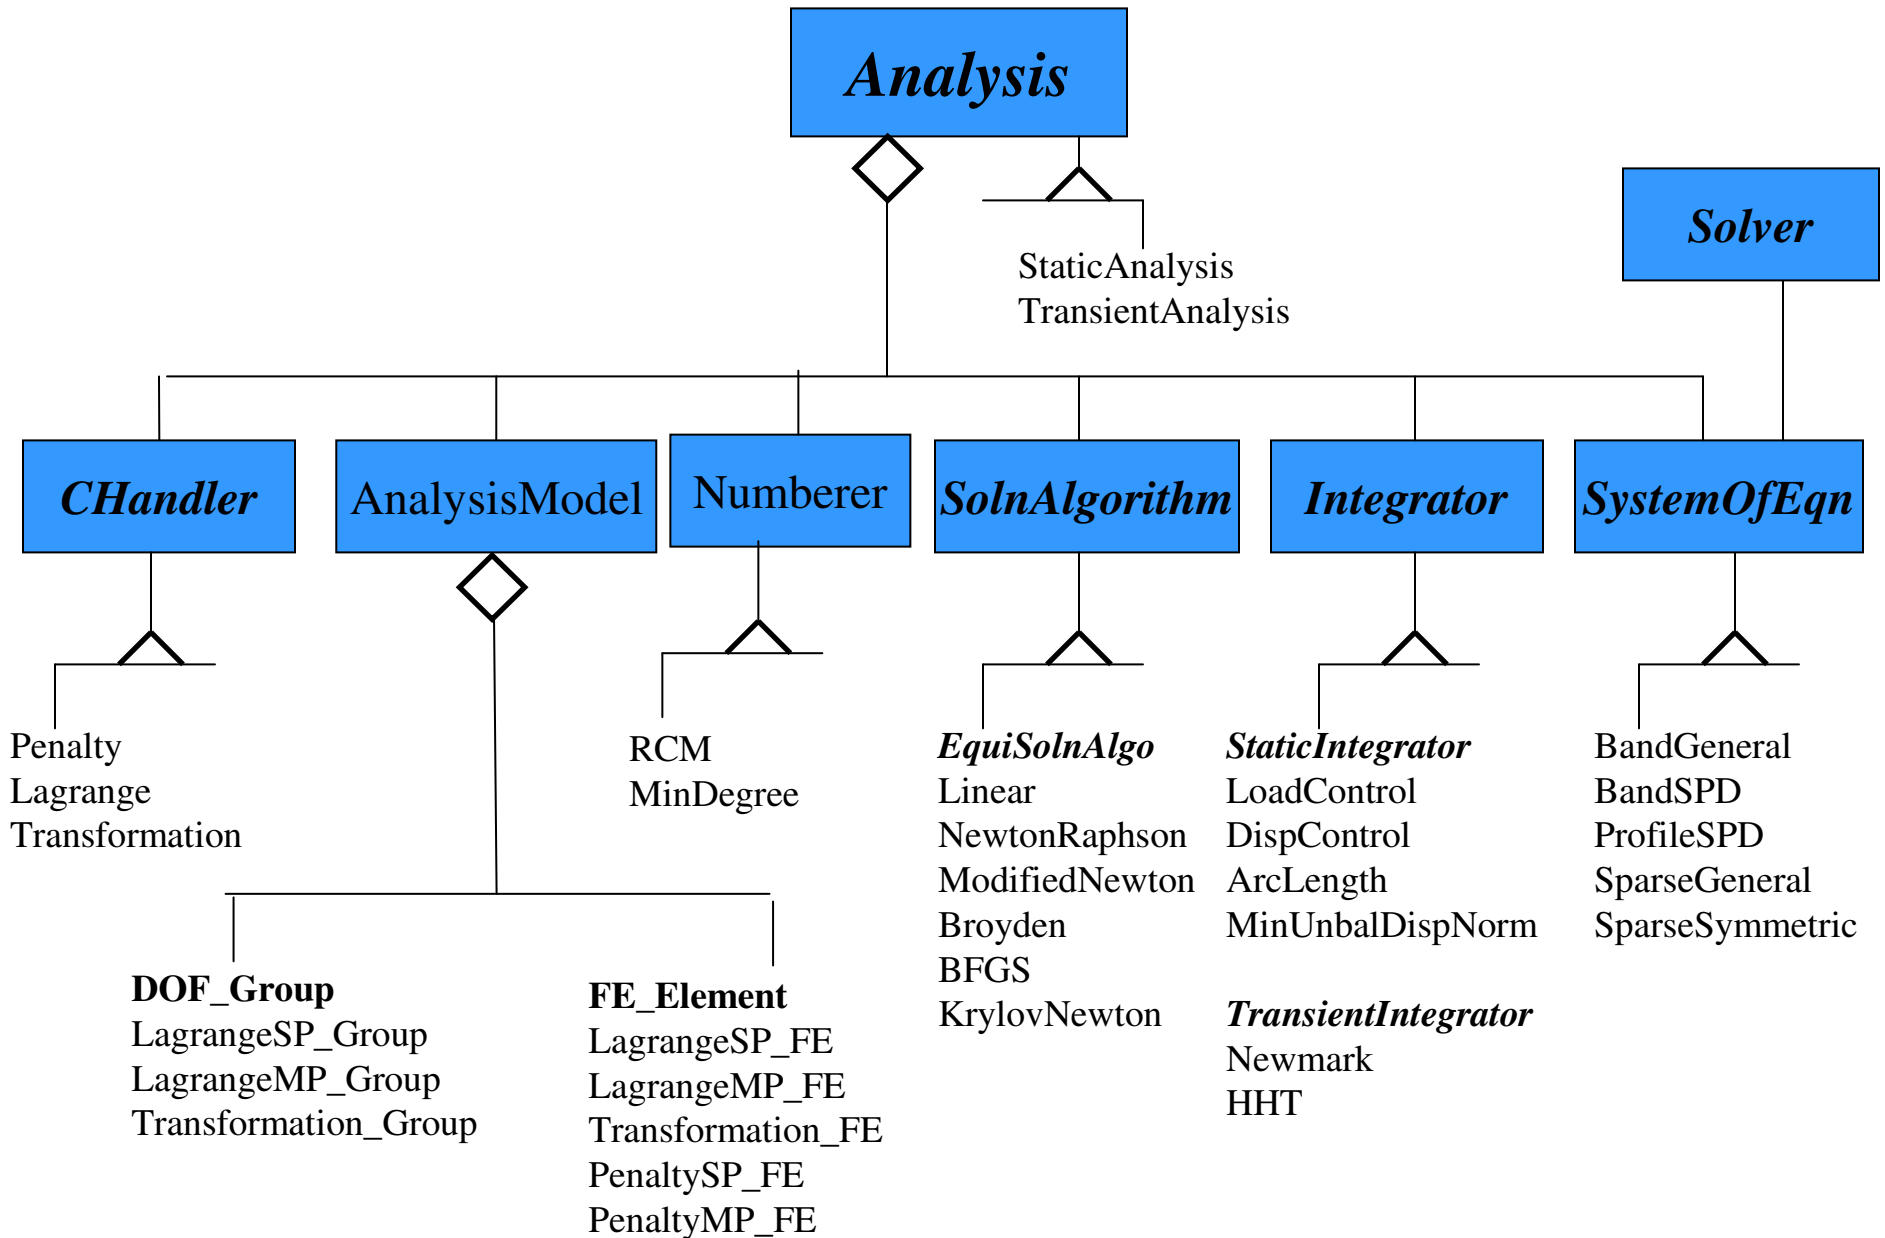 Analysis
Solver
StaticAnalysis
TransientAnalysis
CHandler
AnalysisModel
Numberer
SolnAlgorithm
Integrator
SystemOfEqn
Penalty
Lagrange
Transformation
RCM
MinDegree
EquiSolnAlgo
Linear
NewtonRaphson
ModifiedNewton
Broyden
BFGS
KrylovNewton
StaticIntegrator
LoadControl
DispControl
ArcLength
MinUnbalDispNorm
TransientIntegrator
Newmark
HHT
BandGeneral
BandSPD
ProfileSPD
SparseGeneral
SparseSymmetric
DOF_Group
LagrangeSP_Group
LagrangeMP_Group
Transformation_Group
FE_Element
LagrangeSP_FE
LagrangeMP_FE
Transformation_FE
PenaltySP_FE
PenaltyMP_FE